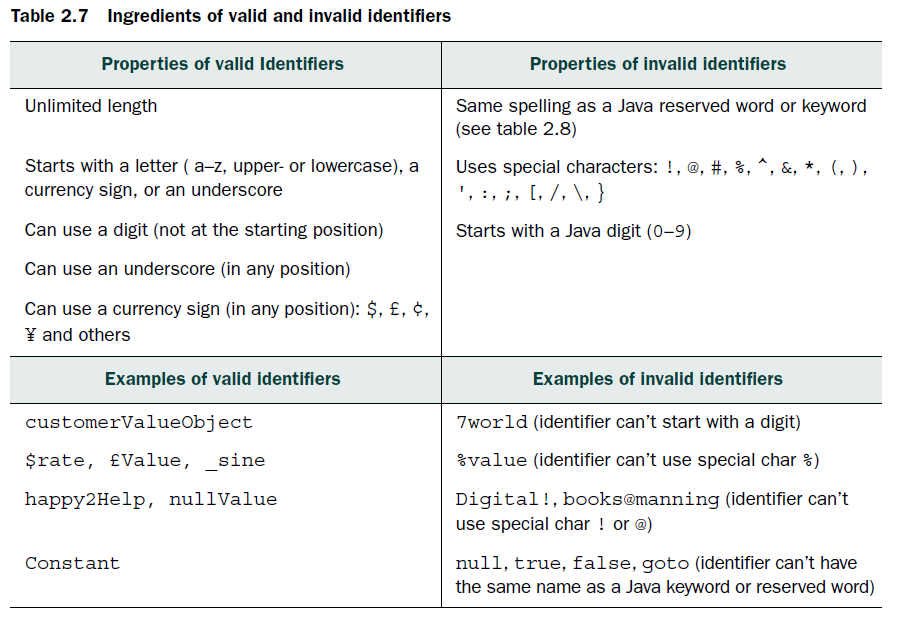 Table 2.7 Ingredients of valid and invalid identifiers
Properties of valid Identifiers
Properties of invalid identifiers
Unlimited length
Same spelling as a Java reserved word or keyword
(see table 2.8)
Starts with a letter ( a–z, upper- or lowercase), a
currency sign, or an underscore
Uses special characters: !, @, #, %, ^, &, *, (, ),
', :, ;, [, /, \, }
Can use a digit (not at the starting position)
Starts with a Java digit (0–9)
Can use an underscore (in any position)
Can use a currency sign (in any position): $, £, ¢,
¥ and others
Examples of valid identifiers
Examples of invalid identifiers
customerValueObject
7world (identifier can’t start with a digit)
$rate, £Value, _sine
%value (identifier can’t use special char %)
happy2Help, nullValue
Digital!, books@manning (identifier can’t
use special char ! or @)
Constant
null, true, false, goto (identifier can’t have
the same name as a Java keyword or reserved word)